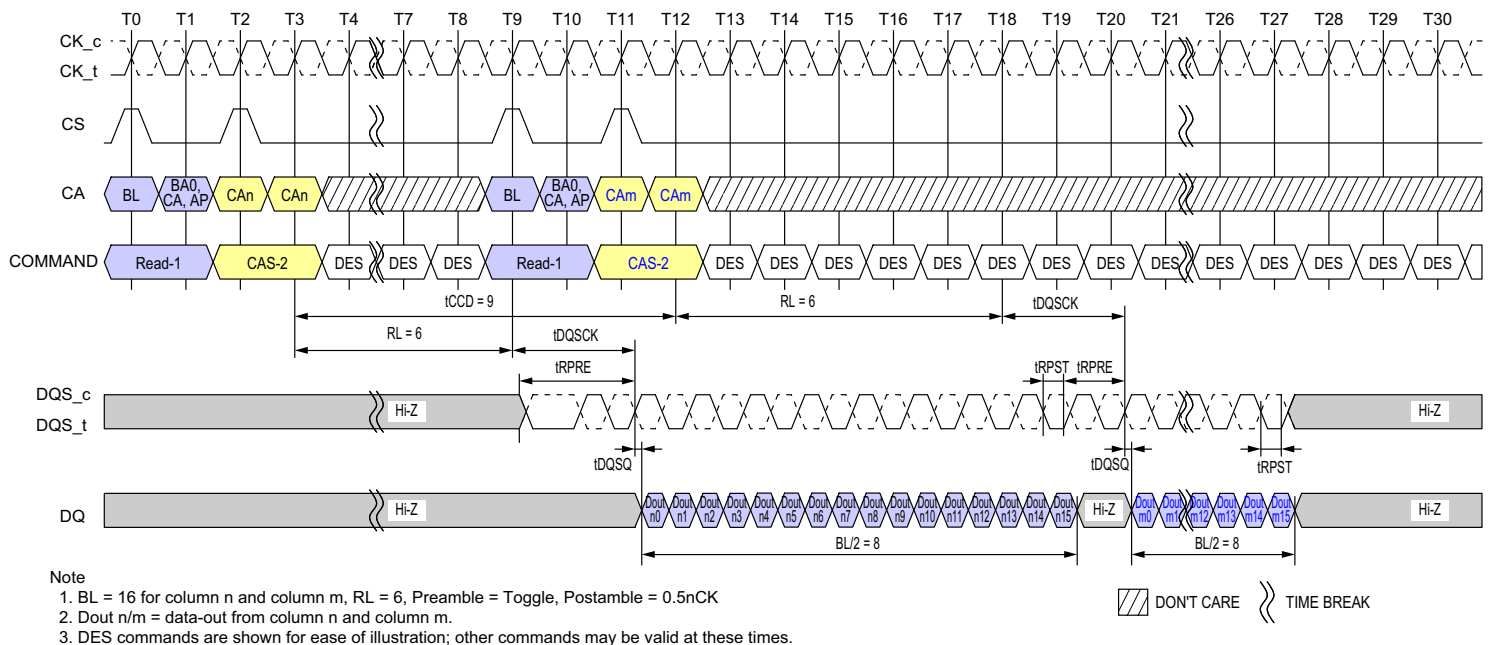 T0 T1 T2 T3 T4 T7 T8 T9 T10 T11 T12 T13 T14 T15 T16 T17 T18 T19 T20 T21 T26 T27 T28 T29 T30
CK_c
CK_t
CS
CA BL BA0, CA, AP CAn CAn BL BA0, CA, AP CAm CAm
COMMAND Read-1 CAS-2 DES DES DES Read-1 CAS-2 DES DES DES DES DES DES DES DES DES DES DES DES DES DES
tCCD = 9 RL = 6 tDQSCK
RL = 6 tDQSCK
tRPRE tRPST tRPRE
DQS_c
DQS_t
Hi-Z Hi-Z
tDQSQ tDQSQ tRPST
DQ Hi-Z Dout n0 Dout n1 Dout n2 Dout n3 Dout n4 Dout n5 Dout n6 Dout n7 Dout n8 Dout n9 Dout n10 Dout n11 Dout n12 Dout n13 Dout n14 Dout n15 Hi-Z Dout m0 Dout m1 Dout m12 Dout m13 Dout m14 Dout m15 Hi-Z
BL/2 = 8 BL/2 = 8
Note
1. BL = 16 for column n and column m, RL = 6, Preamble = Toggle, Postamble = 0.5nCK
2. Dout n/m = data-out from column n and column m.
3. DES commands are shown for ease of illustration; other commands may be valid at these times.
DON'T CARE TIME BREAK